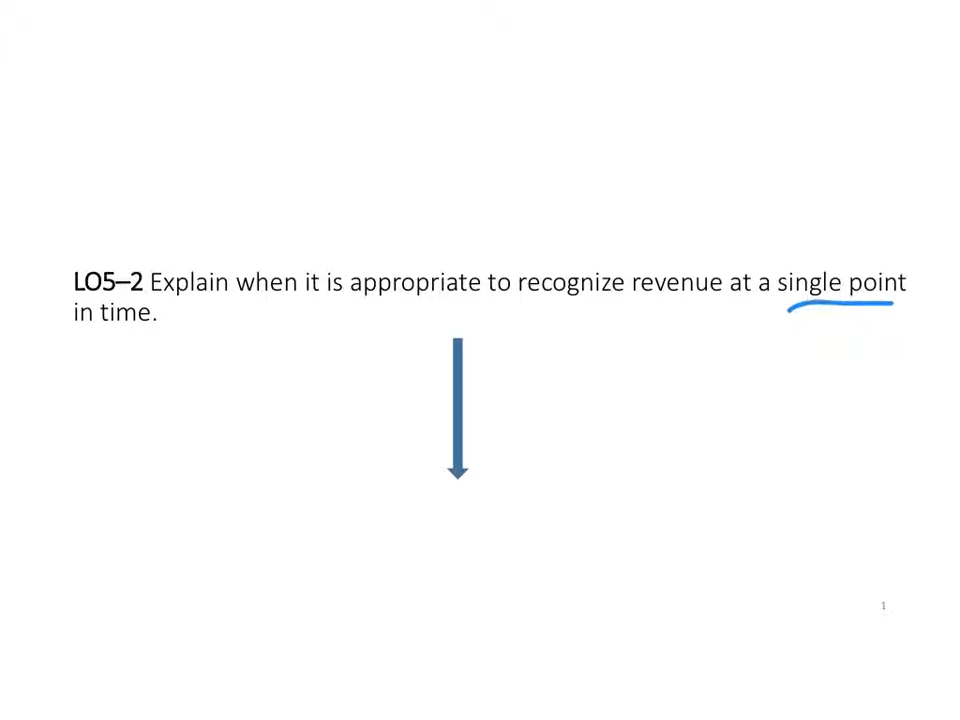 LO5–2 Explain when it is appropriate to recognize revenue at a single point
in time.
1